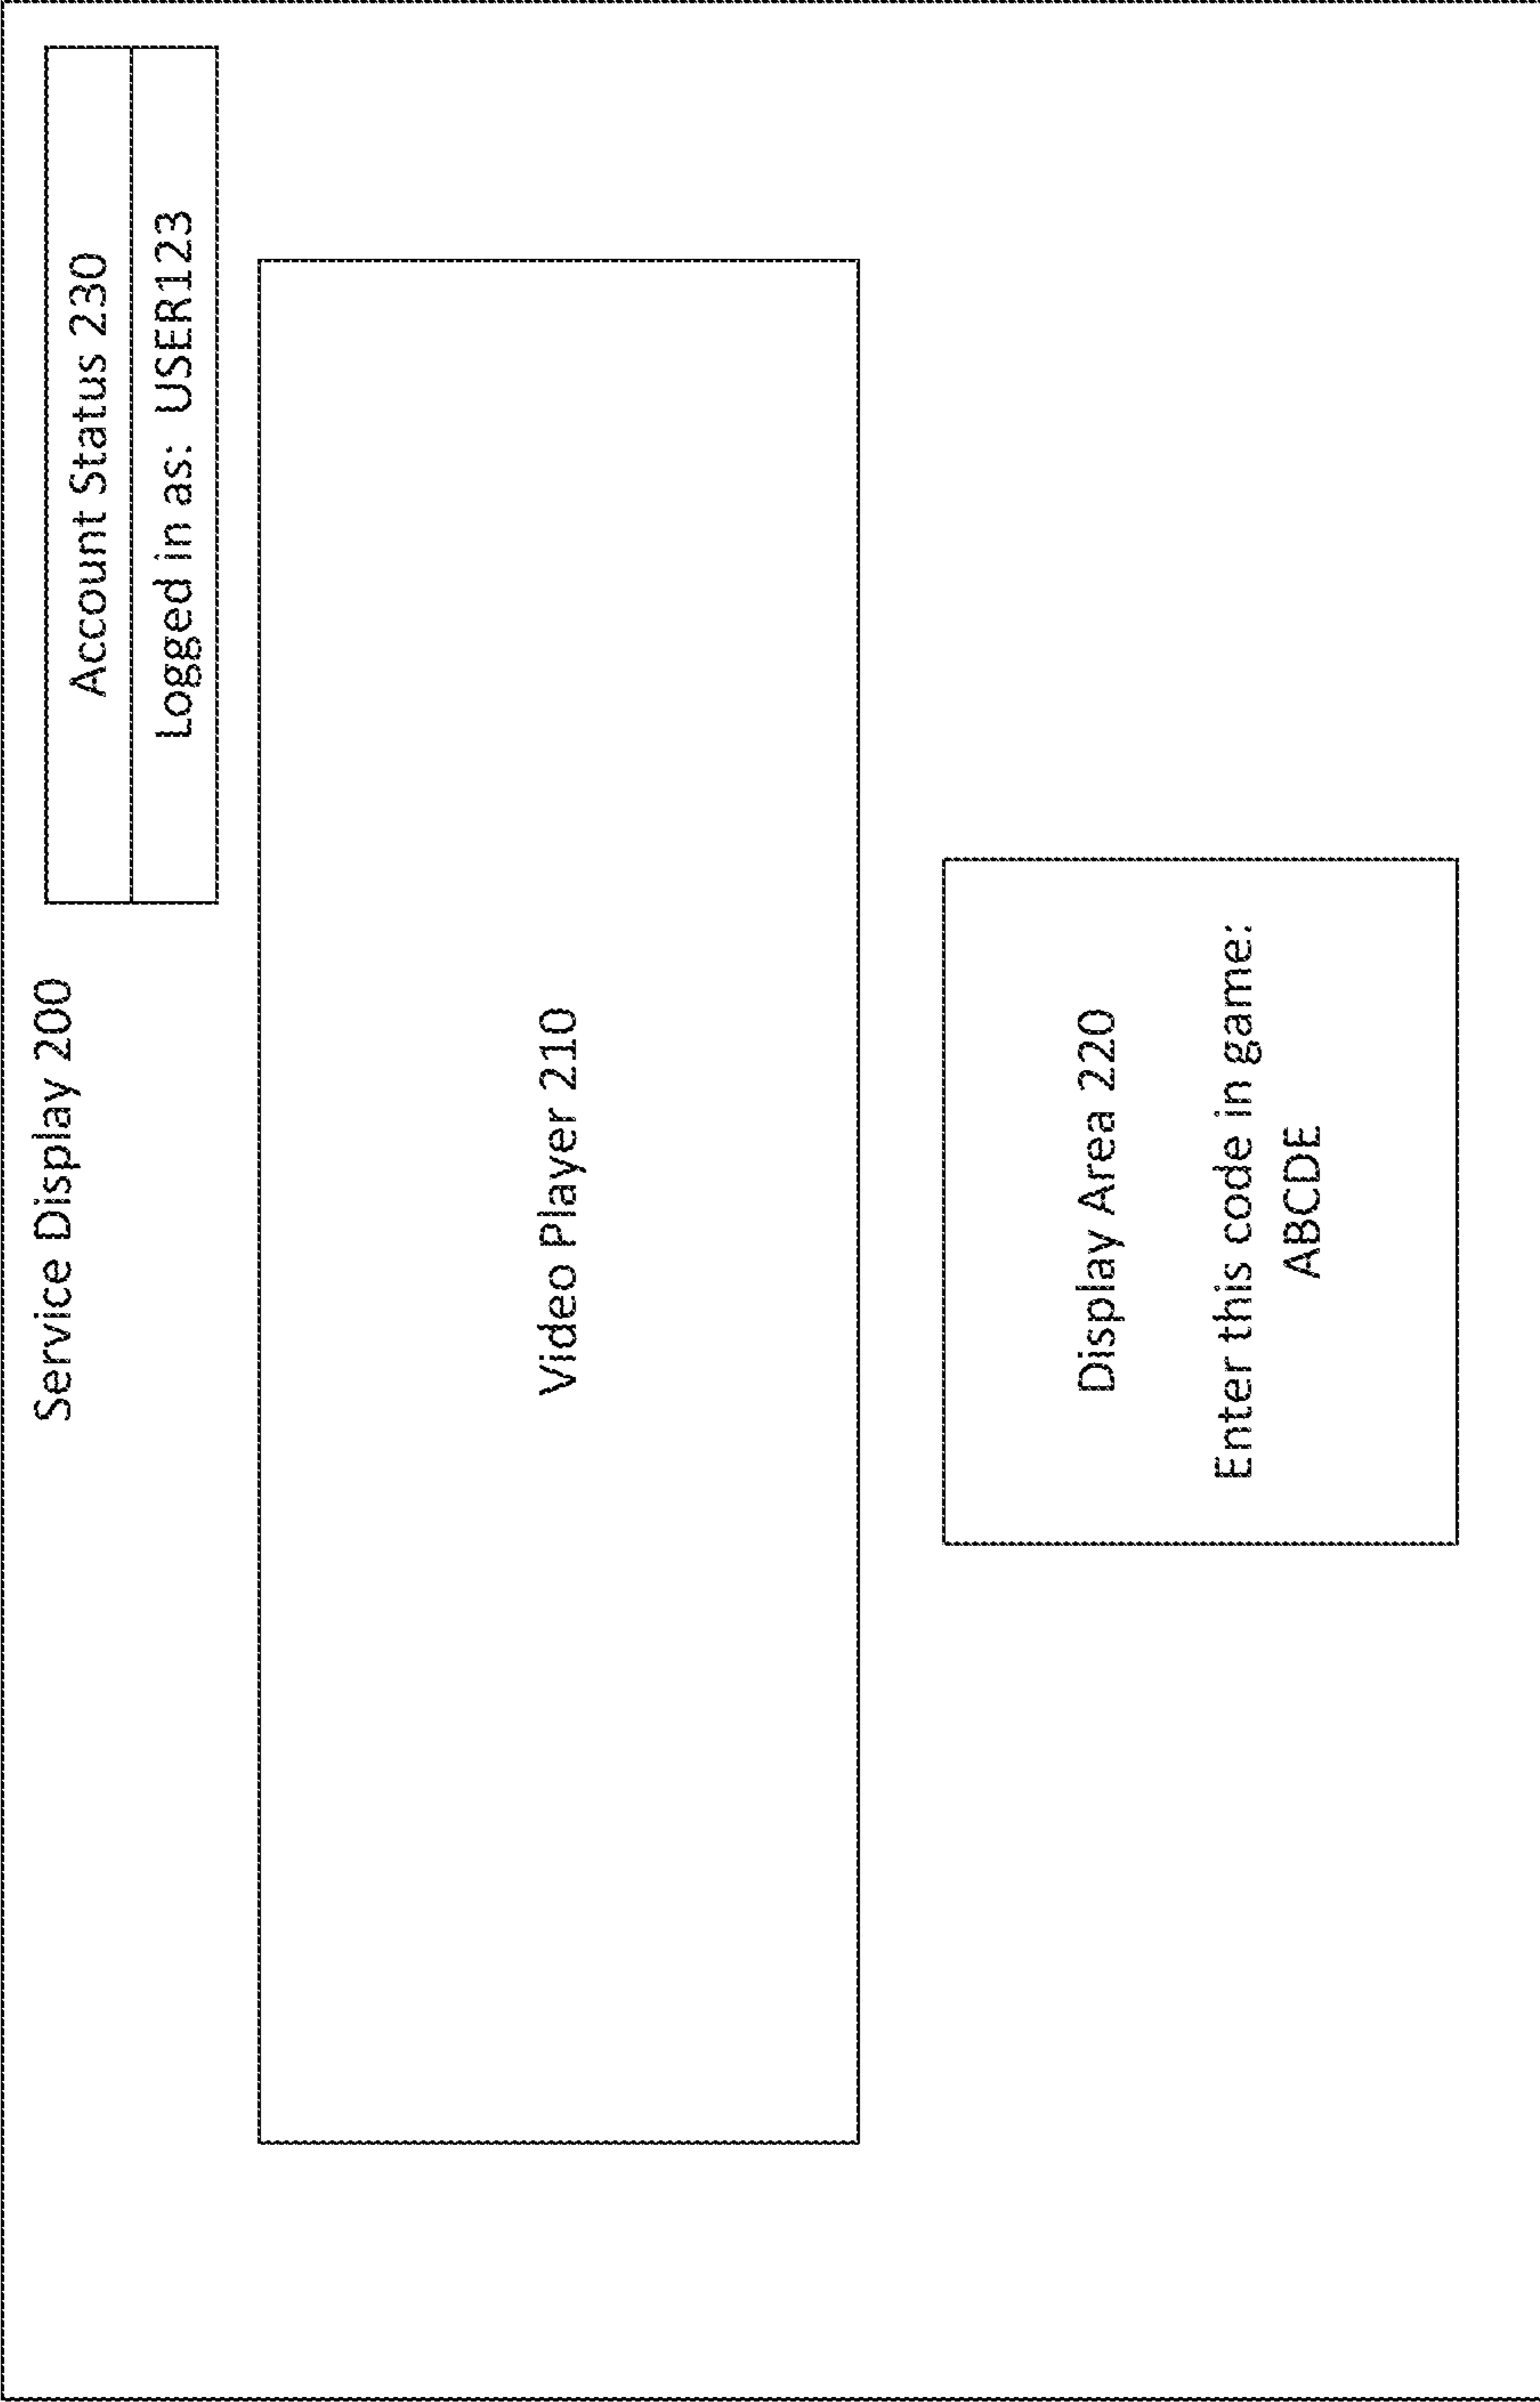 Service Display 200
Account Status 230
Logged in as: USER123
Video Player 210
Display Area 220
Enter this code in game:
ABCDE